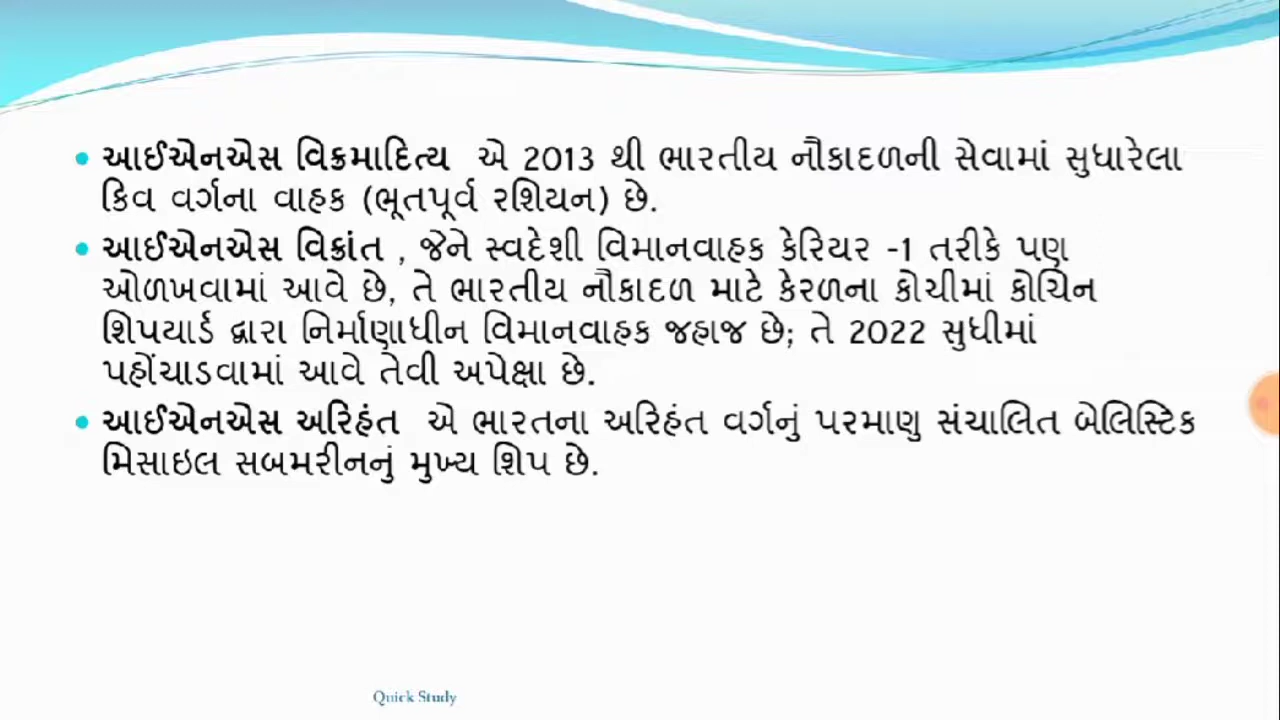 આઈએનએસ વિક્રમાદિત્ય એ 2013 થી ભારતીય નૌકાદળની સેવામાં સુધારેલા
કિવ વર્ગના વાહક (ભૂતપૂર્વ રશિયન) છે.
આઈએનએસ વિક્રાંત , જેને સ્વદેશી વિમાનવાહક કેરિયર -1 તરીકે પણ
ઓળખવામાં આવે છે, તે ભારતીય નૌકાદળ માટે કેરળના કોચીમાં કોચિન
શિપયાર્ડ દ્વારા નિર્માણાધીન વિમાનવાહક જહાજ છે; તે 2022 સુધીમાં
પહોંચાડવામાં આવે તેવી અપેક્ષા છે.
આઈએનએસ અરિહંત એ ભારતના અરિહંત વર્ગનું પરમાણુ સંચાલિત બેલિસ્ટિક
મિસાઇલ સબમરીનનું મુખ્ય શિપ છે.
Quick Study